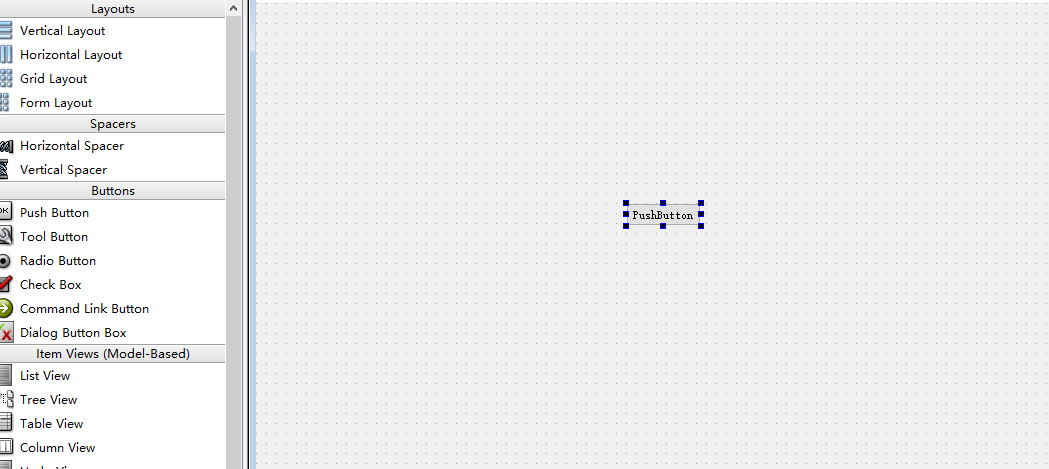 Layouts
Vertical Layout
Horizontal Layout
Grid Layout
Form Layout
Spacers
Horizontal Spacer
Vertical Spacer
Buttons
Push Button
Tool Button
Radio Button
Check Box
Command Link Button
Dialog Button Box
Item Views (Model-Based)
List View
Tree View
Table View
Column View
PushButton